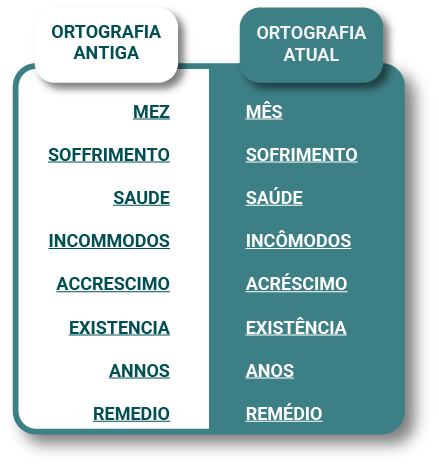 ORTOGRAFIA
ANTIGA
ORTOGRAFIA
ATUAL
MEZ MÊS
SOFFRIMENTO SOFRIMENTO
SAUDE SAÚDE
INCOMMODOS INCÔMODOS
ACCRESCIMO ACRÉSCIMO
EXISTENCIA EXISTÊNCIA
ANNOS ANOS
REMEDIO REMÉDIO